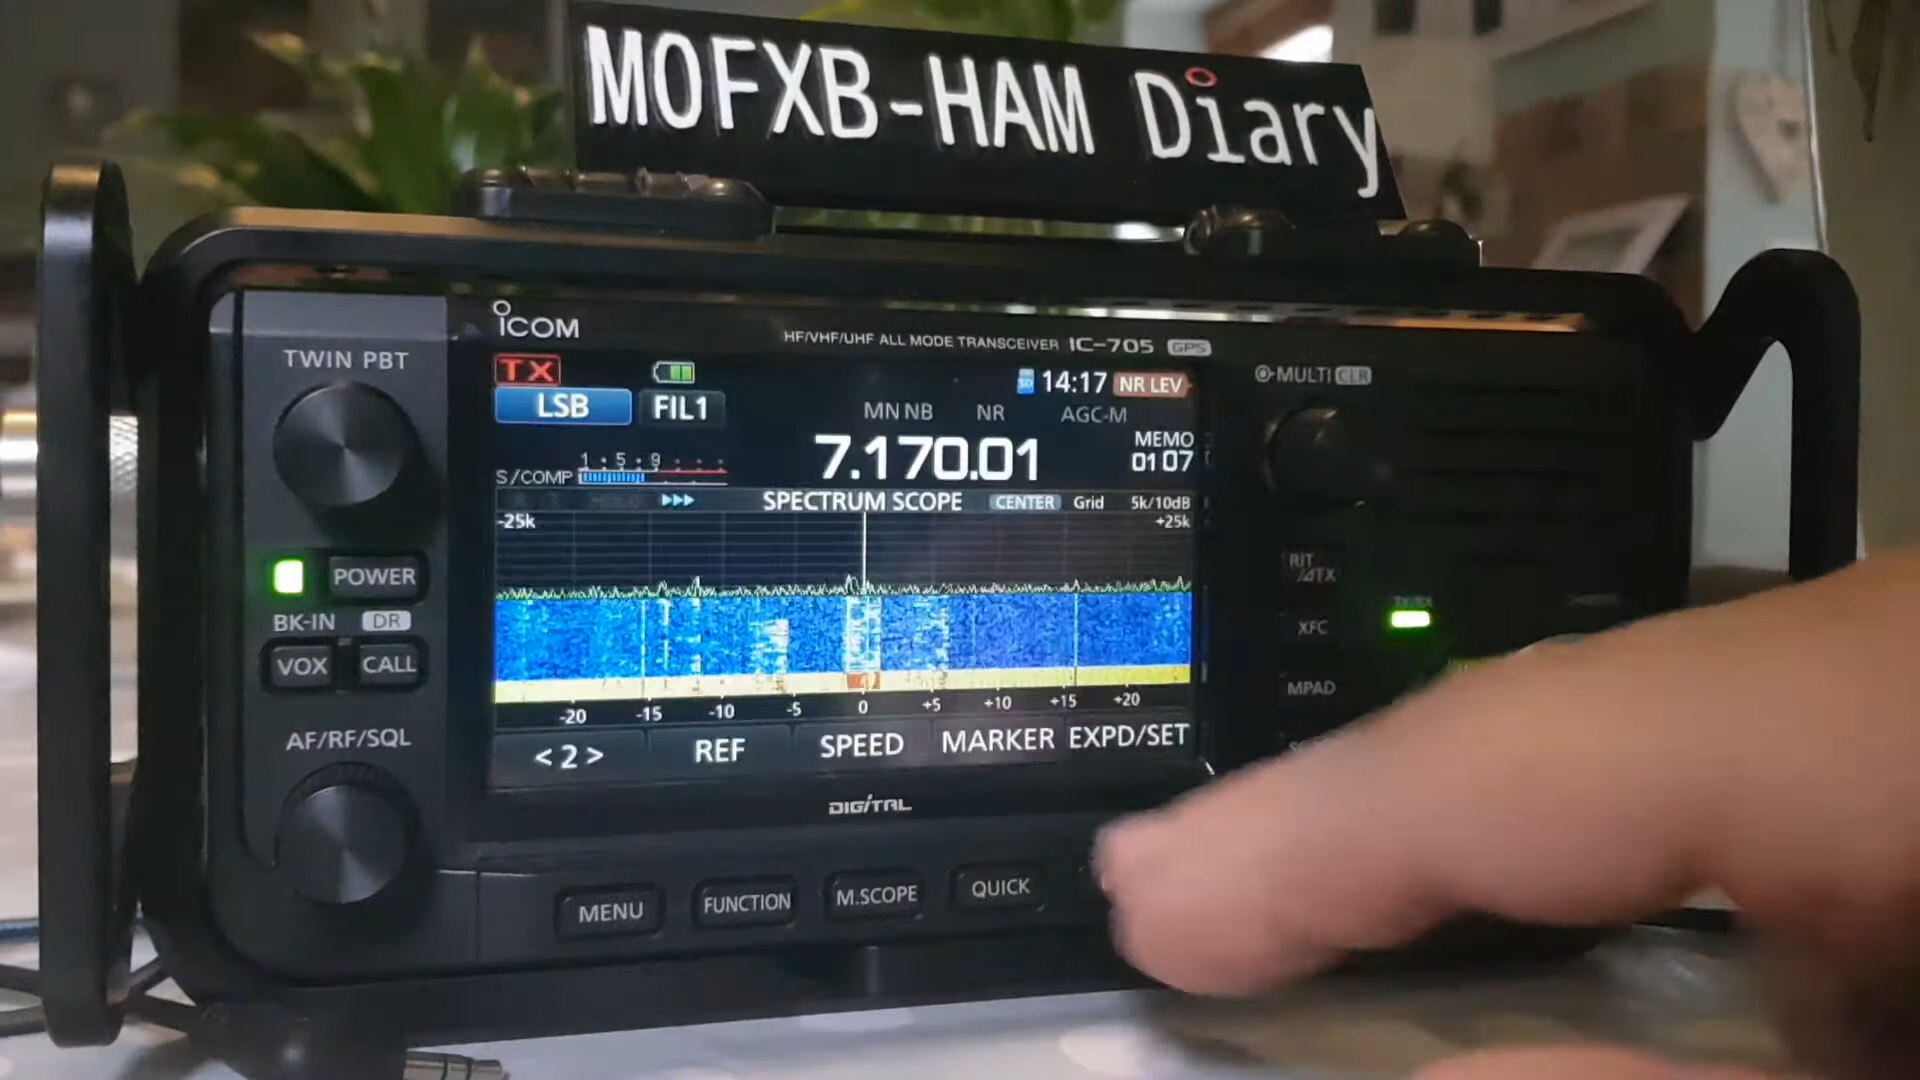 M0FXB-HAM Diary
ICOM
HF/VHF/UHF ALL MODE TRANSCEIVER IC-705 GPS
TWIN PBT
MULTI CLR
TX
14:17 NR LEV
LSB FIL1
MN NB NR AGC-M
7.170.01
MEMO
01 07
S/COMP 1 5 9
SPECTRUM SCOPE CENTER Grid 5k/10dB
-25k +25k
POWER
BK-IN DR
VOX CALL
RIT
XFC
MPAD
-20 -15 -10 -5 0 +5 +10 +15 +20
< 2 > REF SPEED MARKER EXPD/SET
AF/RF/SQL
DIGITAL
MENU FUNCTION M.SCOPE QUICK